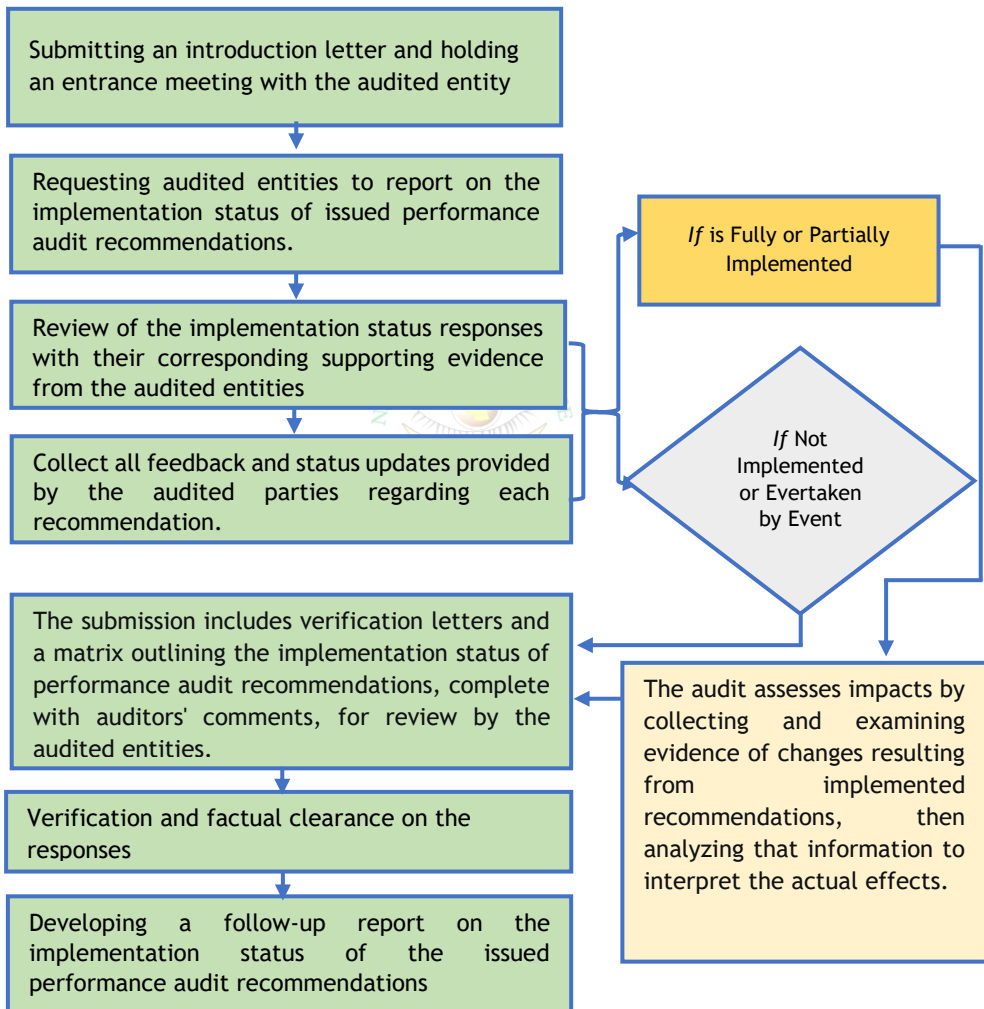 Submitting an introduction letter and holding
an entrance meeting with the audited entity
Requesting audited entities to report on the
implementation status of issued performance
audit recommendations.
If is Fully or Partially
Implemented
Review of the implementation status responses
with their corresponding supporting evidence
from the audited entities
N E
Collect all feedback and status updates provided
by the audited parties regarding each
recommendation.
If Not
Implemented
or Evertaken
by Event
The submission includes verification letters and
a matrix outlining the implementation status of
performance audit recommendations, complete
with auditors' comments, for review by the
audited entities.
The audit assesses impacts by
collecting and examining
evidence of changes resulting
from implemented
recommendations, then
analyzing that information to
interpret the actual effects.
Verification and factual clearance on the
responses
Developing a follow-up report on the
implementation status of the issued
performance audit recommendations